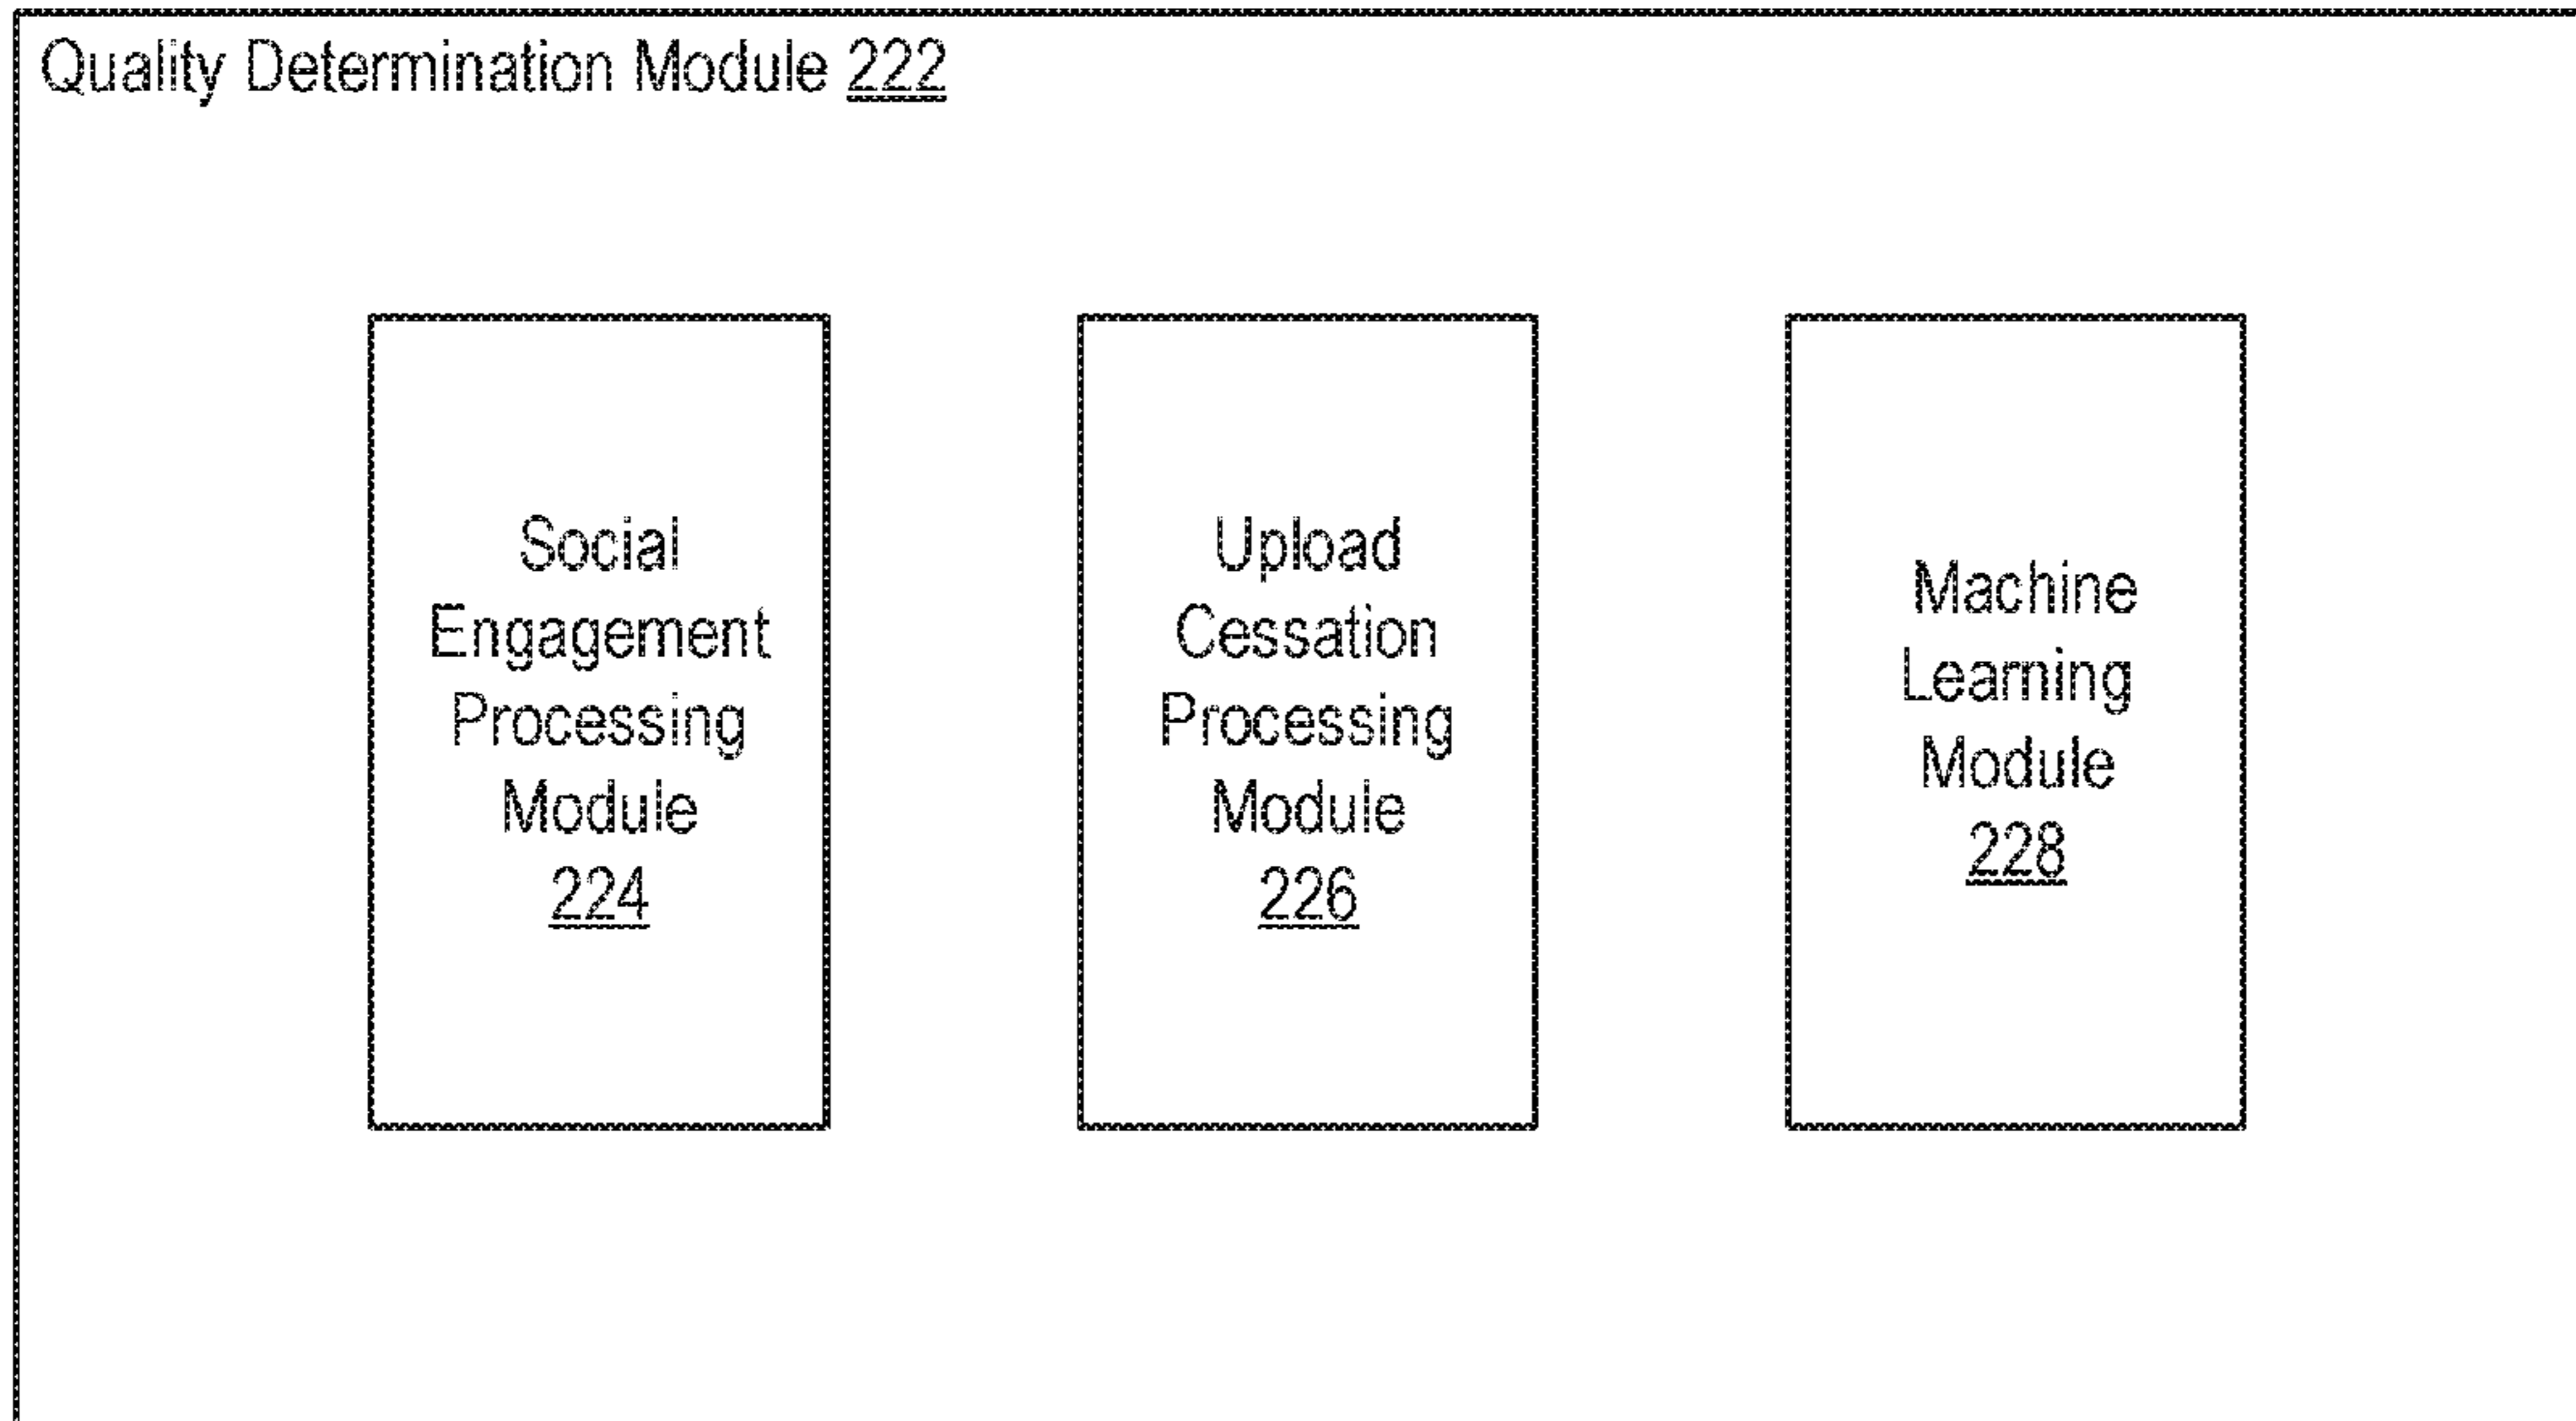 Quality Determination Module 222
Social
Engagement
Processing
Module
224
Upload
Cessation
Processing
Module
226
Machine
Learning
Module
228